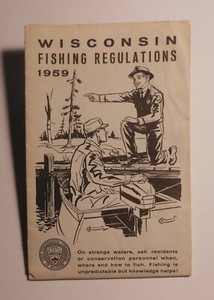 WISCONSIN
FISHING REGULATIONS
1959
On strange waters, ask residents
or conservation personnel when,
where and how to fish. Fishing is
unpredictable but knowledge helps!